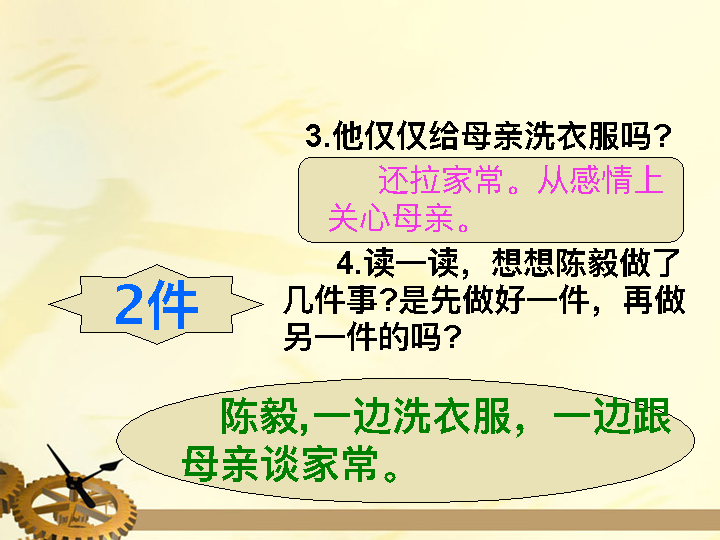 3.他仅仅给母亲洗衣服吗?
还拉家常。从感情上
关心母亲。
4.读一读，想想陈毅做了
几件事?是先做好一件，再做
另一件的吗?
2件
陈毅,一边洗衣服，一边跟
母亲谈家常。